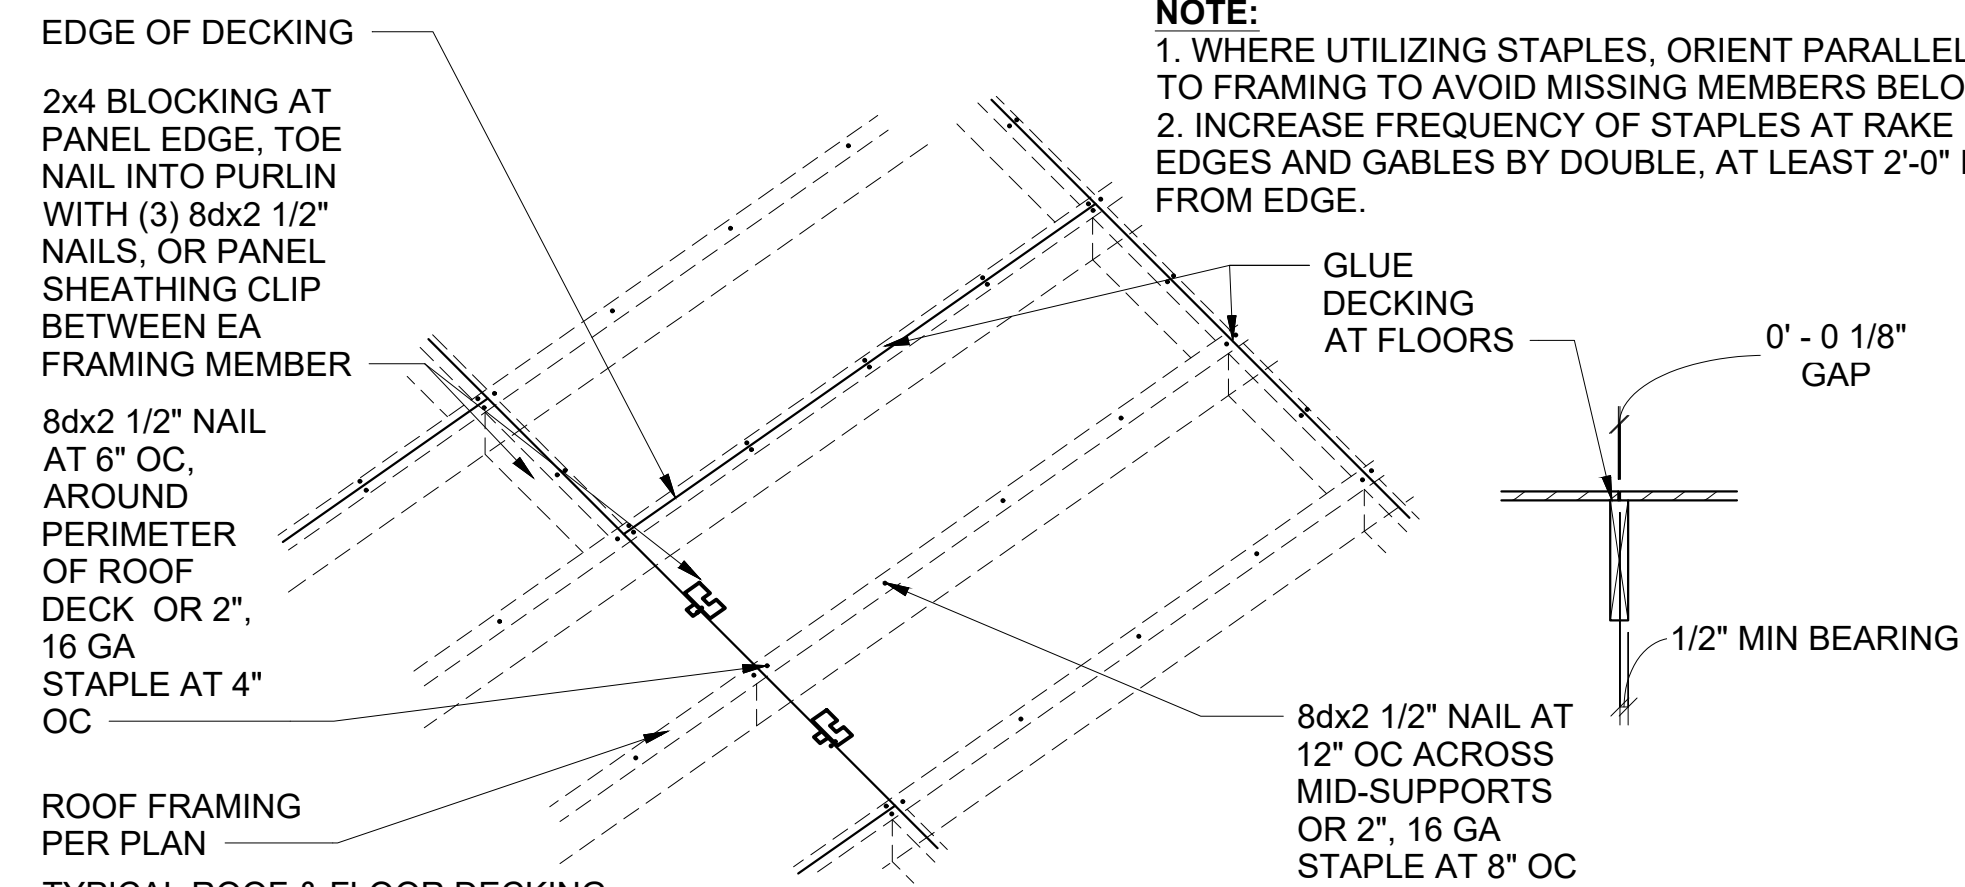 EDGE OF DECKING
2x4 BLOCKING AT
PANEL EDGE, TOE
NAIL INTO PURLIN
WITH (3) 8dx2 1/2"
NAILS, OR PANEL
SHEATHING CLIP
BETWEEN EA
FRAMING MEMBER
8dx2 1/2" NAIL
AT 6" OC,
AROUND
PERIMETER
OF ROOF
DECK OR 2",
16 GA
STAPLE AT 4"
OC
ROOF FRAMING
PER PLAN
TYPICAL ROOF & FLOOR DECKING
NOTE:
1. WHERE UTILIZING STAPLES, ORIENT PARALLEL
TO FRAMING TO AVOID MISSING MEMBERS BELO
2. INCREASE FREQUENCY OF STAPLES AT RAKE
EDGES AND GABLES BY DOUBLE, AT LEAST 2'-0"
FROM EDGE.
GLUE
DECKING
AT FLOORS
0' - 0 1/8"
GAP
1/2" MIN BEARING
8dx2 1/2" NAIL AT
12" OC ACROSS
MID-SUPPORTS
OR 2", 16 GA
STAPLE AT 8" OC